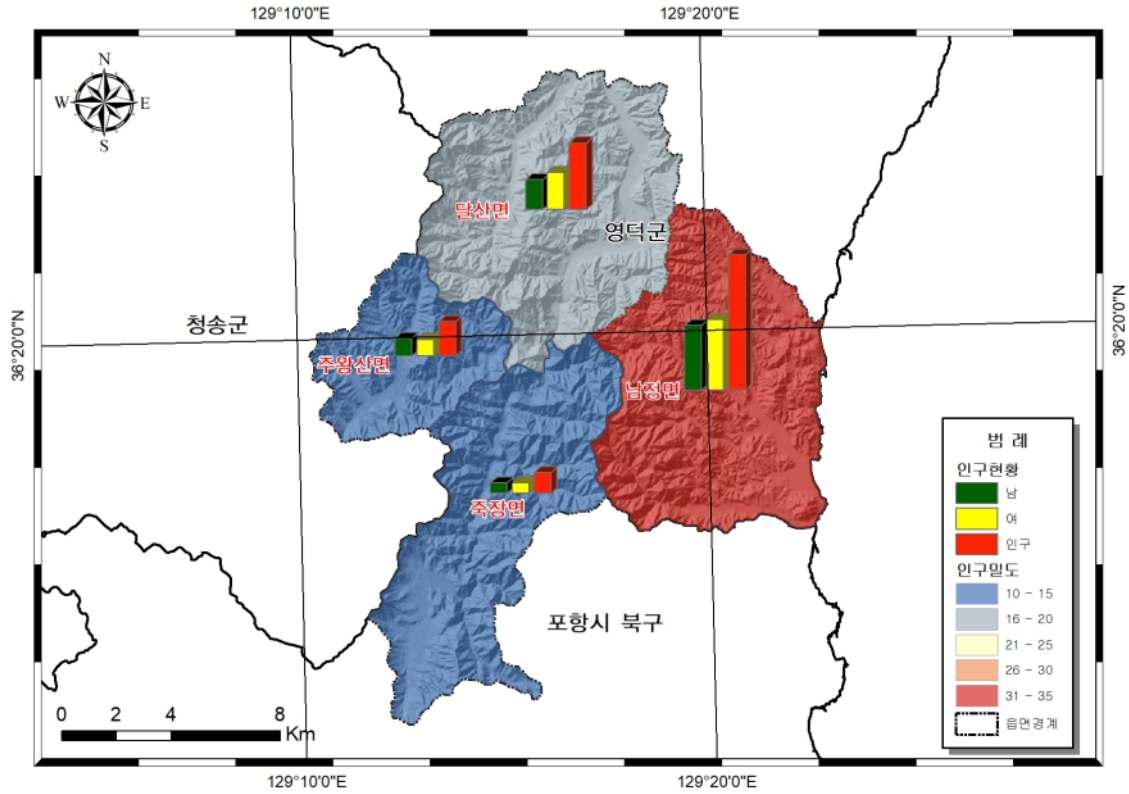 129°10'0"E
129°20'0"E
N
W
E
S
달산면
영덕군
36°20'0"N
36°20'0"N
청송군
주왕산면
남정면
죽장면
포항시 북구
범 례
인구현황
남
여
인구
인구밀도
10 - 15
16 - 20
21 - 25
26 - 30
31 - 35
읍면경계
0 2 4 8
Km
129°10'0"E
129°20'0"E